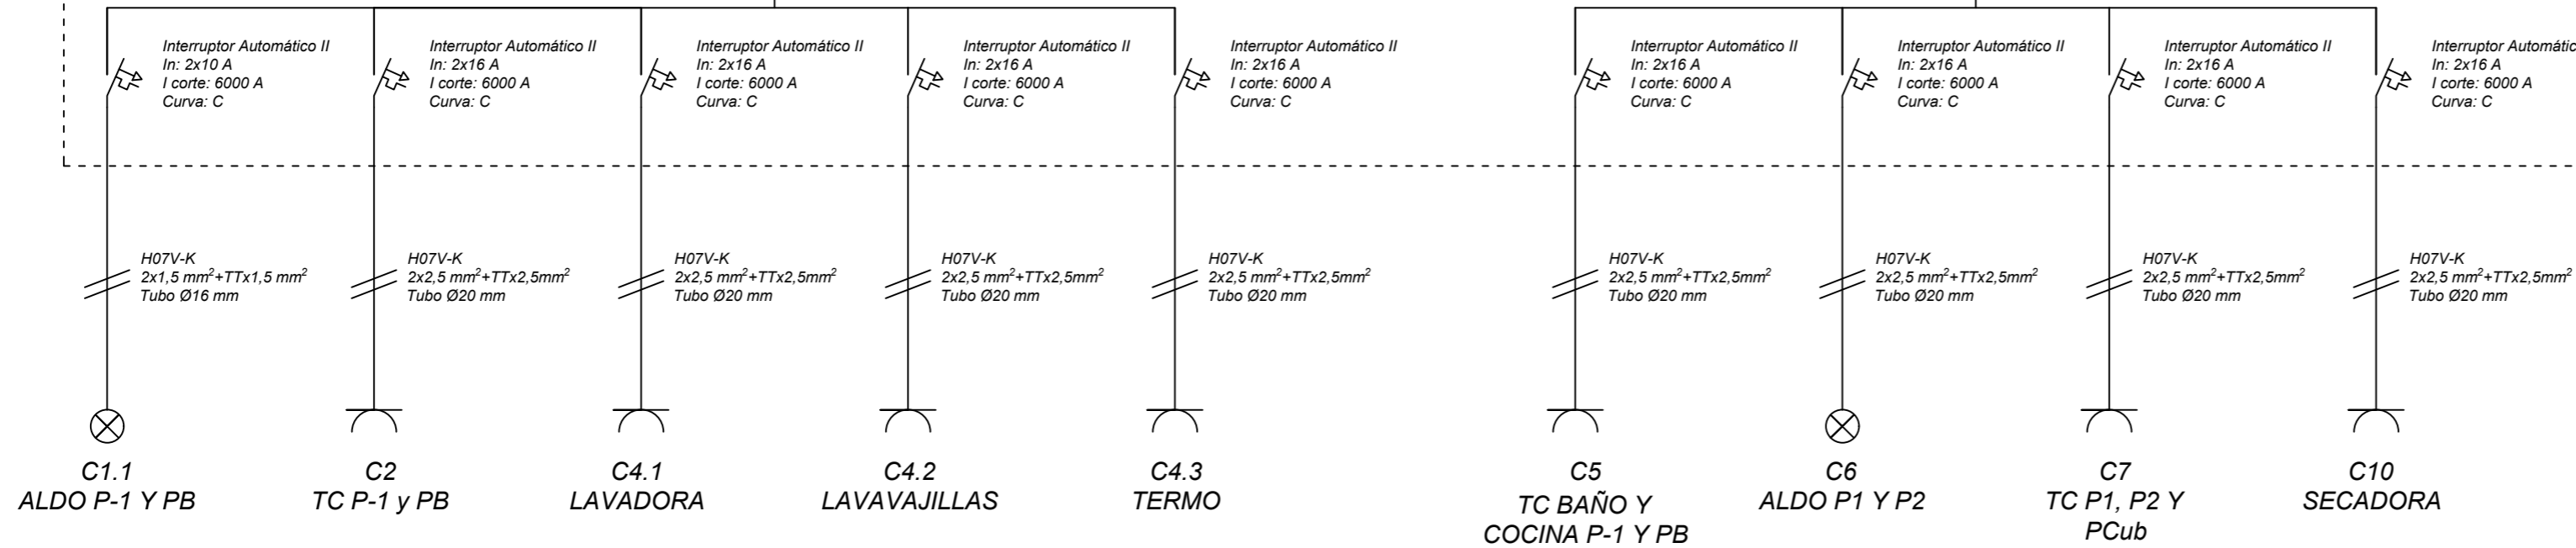 Interruptor Automático II
In: 2x10 A
I corte: 6000 A
Curva: C
Interruptor Automático II
In: 2x16 A
I corte: 6000 A
Curva: C
Interruptor Automático II
In: 2x16 A
I corte: 6000 A
Curva: C
Interruptor Automático II
In: 2x16 A
I corte: 6000 A
Curva: C
Interruptor Automático II
In: 2x16 A
I corte: 6000 A
Curva: C
Interruptor Automático II
In: 2x16 A
I corte: 6000 A
Curva: C
Interruptor Automático II
In: 2x16 A
I corte: 6000 A
Curva: C
Interruptor Automático II
In: 2x16 A
I corte: 6000 A
Curva: C
Interruptor Automátic
In: 2x16 A
I corte: 6000 A
Curva: C
H07V-K
2x1,5 mm²+TTx1,5 mm²
Tubo Ø16 mm
H07V-K
2x2,5 mm²+TTx2,5mm²
Tubo Ø20 mm
H07V-K
2x2,5 mm²+TTx2,5mm²
Tubo Ø20 mm
H07V-K
2x2,5 mm²+TTx2,5mm²
Tubo Ø20 mm
H07V-K
2x2,5 mm²+TTx2,5mm²
Tubo Ø20 mm
H07V-K
2x2,5 mm²+TTx2,5mm²
Tubo Ø20 mm
H07V-K
2x2,5 mm²+TTx2,5mm²
Tubo Ø20 mm
H07V-K
2x2,5 mm²+TTx2,5mm²
Tubo Ø20 mm
H07V-K
2x2,5 mm²+TTx2,5mm²
Tubo Ø20 mm
C1.1
ALDO P-1 Y PB
C2
TC P-1 y PB
C4.1
LAVADORA
C4.2
LAVAVAJILLAS
C4.3
TERMO
C5
TC BAÑO Y
COCINA P-1 Y PB
C6
ALDO P1 Y P2
C7
TC P1, P2 Y
PCub
C10
SECADORA